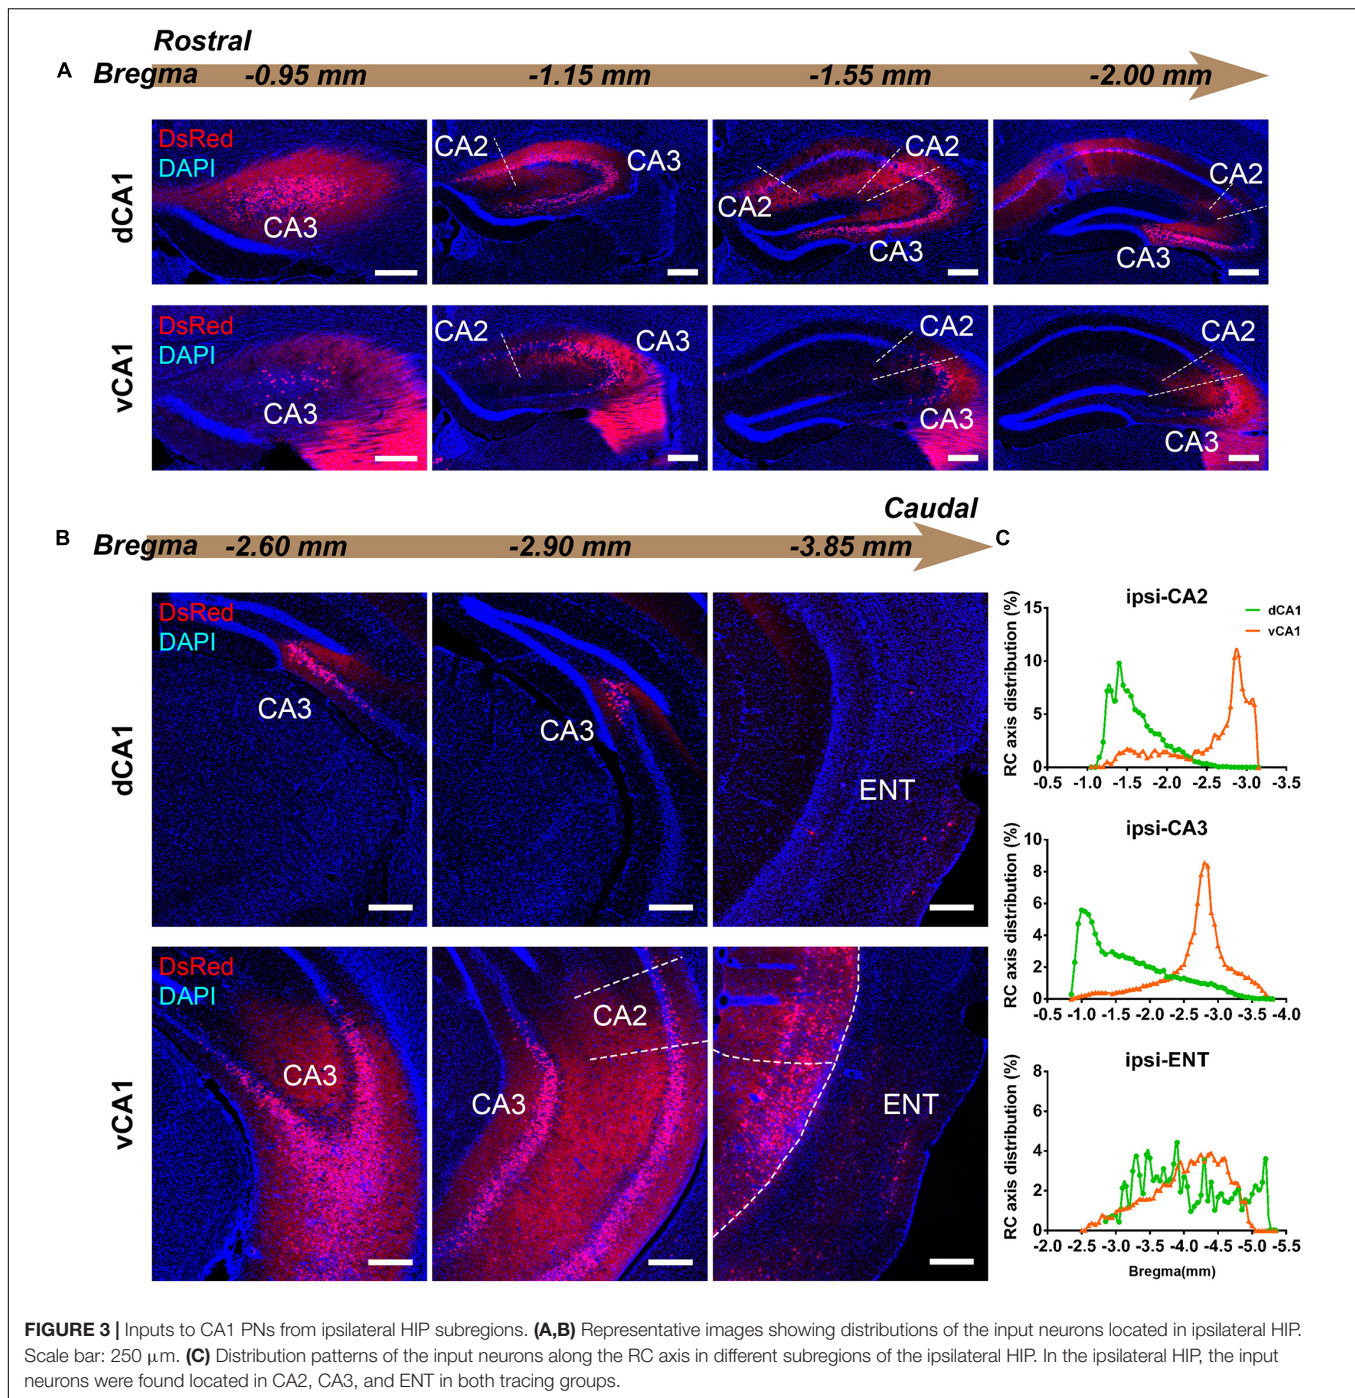 Rostral
A
Bregma -0.95 mm -1.15 mm -1.55 mm -2.00 mm
dCA1
DsRed
DAPI
CA3
CA2
CA3
CA2
CA2
CA3
CA2
CA3
vCA1
DsRed
DAPI
CA3
CA2
CA3
CA2
CA3
CA2
CA3
Caudal
B
Bregma -2.60 mm -2.90 mm -3.85 mm
dCA1
DsRed
DAPI
CA3
CA3
ENT
vCA1
DsRed
DAPI
CA3
CA2
CA3
ENT
C
ipsi-CA2
dCA1
vCA1
RC axis distribution (%)
15
10
5
0
-0.5 -1.0 -1.5 -2.0 -2.5 -3.0 -3.5
ipsi-CA3
RC axis distribution (%)
10
8
6
4
2
0
-0.5 -1.0 -1.5 -2.0 -2.5 -3.0 -3.5 -4.0
ipsi-ENT
RC axis distribution (%)
8
6
4
2
0
-2.0 -2.5 -3.0 -3.5 -4.0 -4.5 -5.0 -5.5
Bregma(mm)
FIGURE 3 | Inputs to CA1 PNs from ipsilateral HIP subregions. (A,B) Representative images showing distributions of the input neurons located in ipsilateral HIP.
Scale bar: 250 μm. (C) Distribution patterns of the input neurons along the RC axis in different subregions of the ipsilateral HIP. In the ipsilateral HIP, the input
neurons were found located in CA2, CA3, and ENT in both tracing groups.